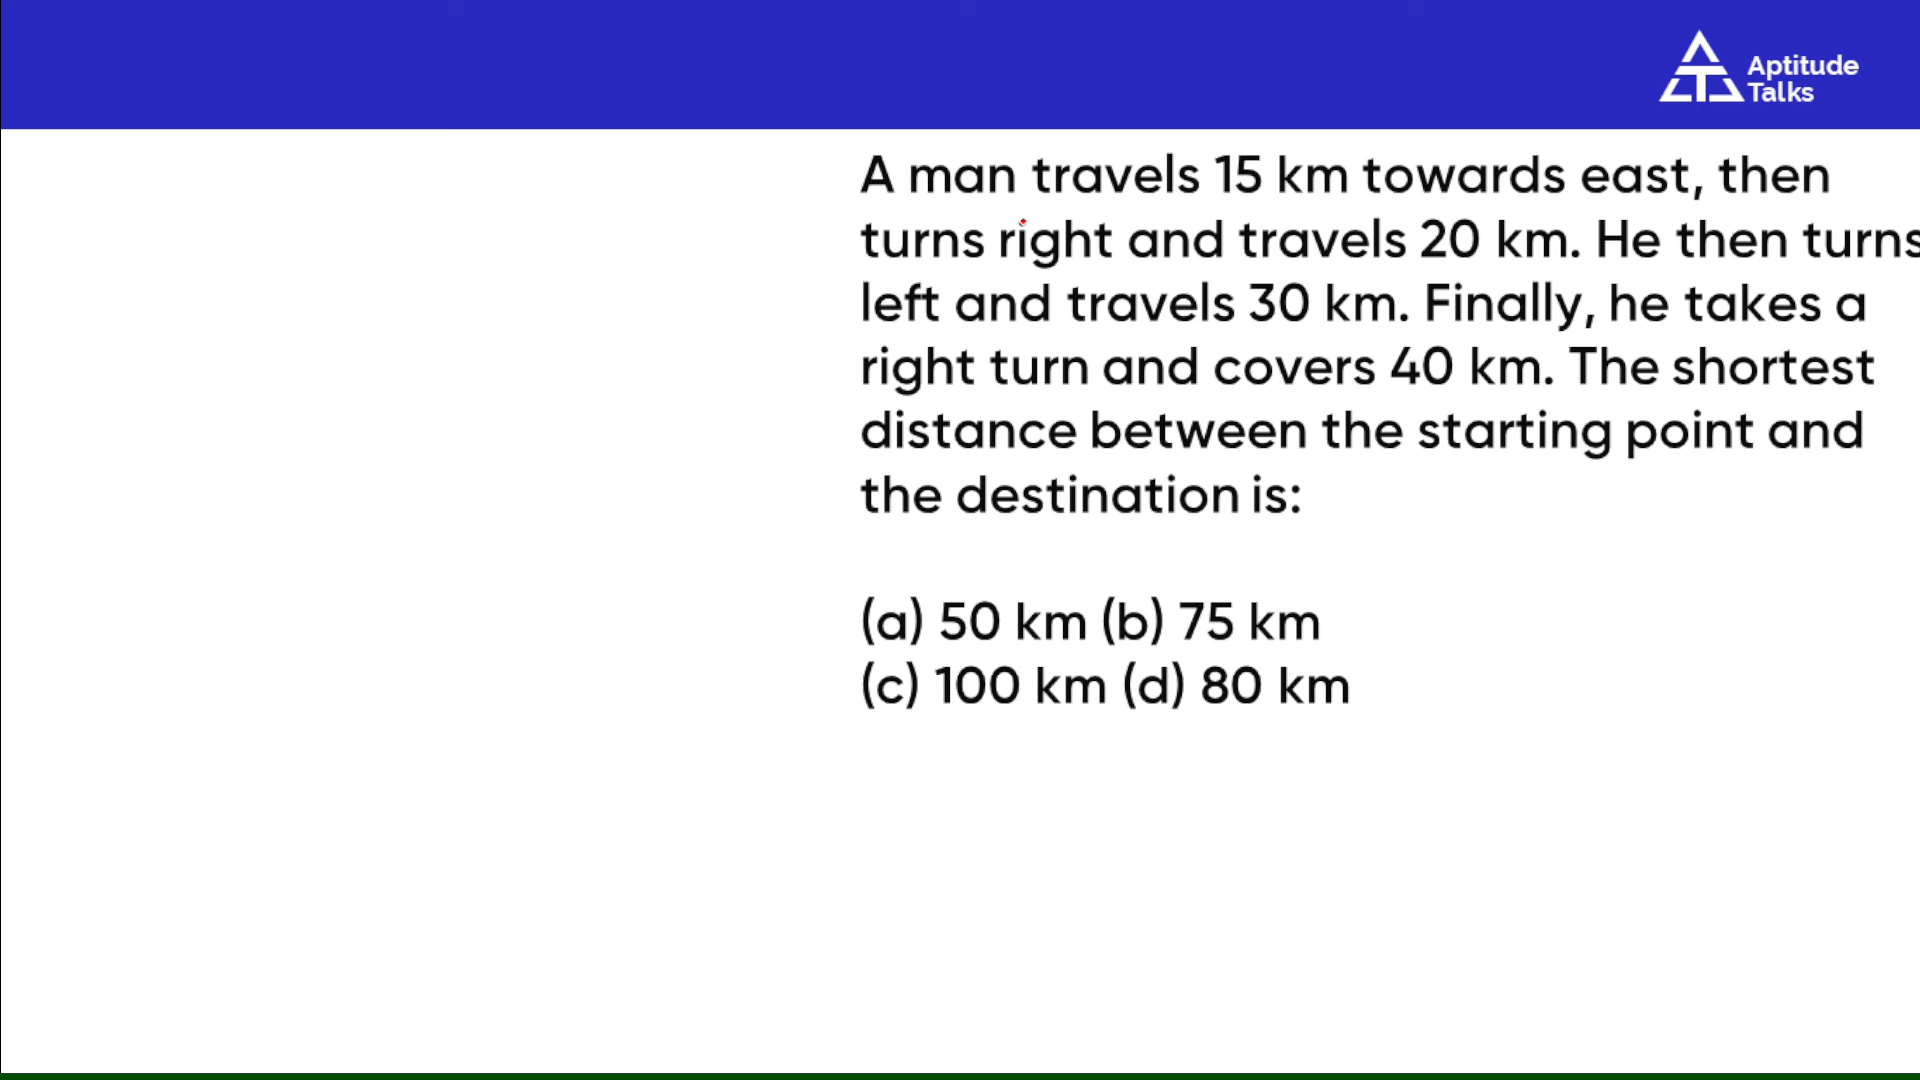 Aptitude
Talks
A man travels 15 km towards east, then
turns right and travels 20 km. He then turns
left and travels 30 km. Finally, he takes a
right turn and covers 40 km. The shortest
distance between the starting point and
the destination is:
(a) 50 km (b) 75 km
(c) 100 km (d) 80 km